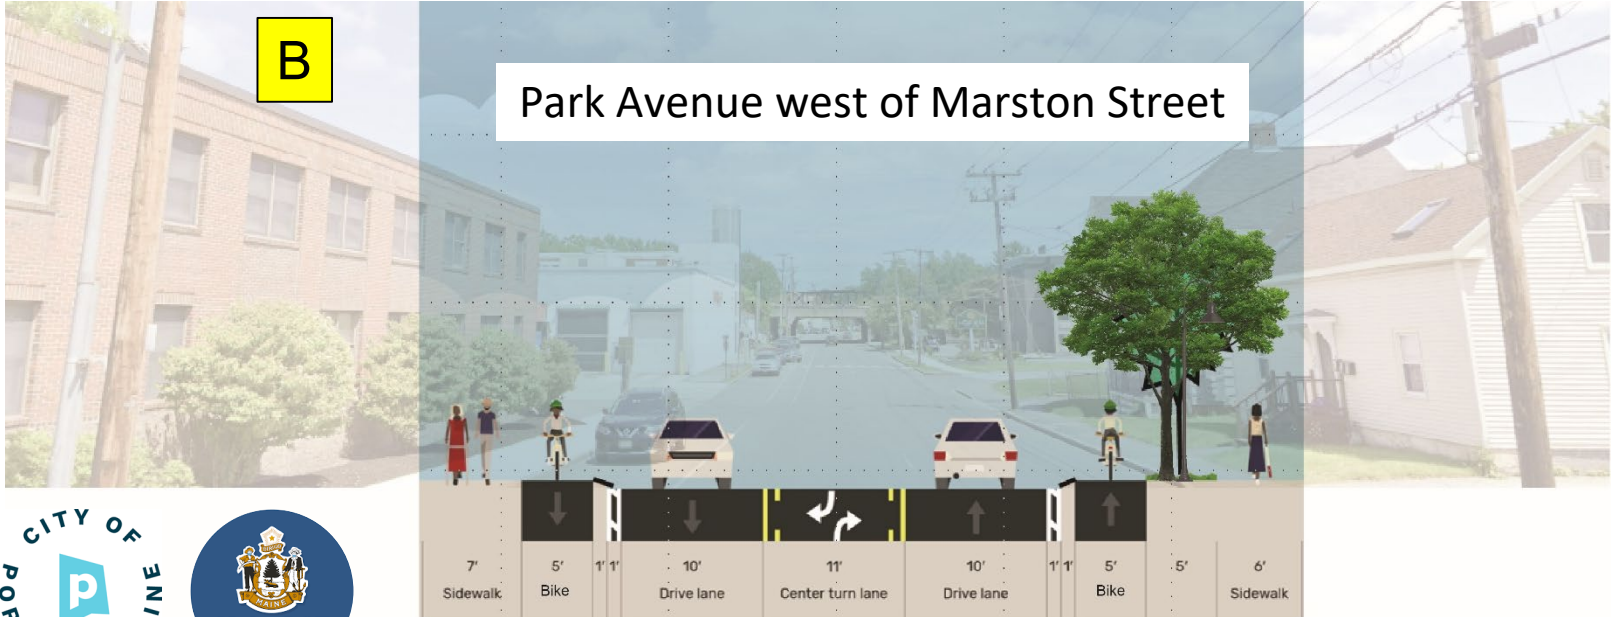 B
Park Avenue west of Marston Street
7' 5' 1' 1' 10' 11' 10' 1' 1' 5' 5' 6'
Sidewalk Bike Drive lane Center turn lane Drive lane Bike Sidewalk
CITY OF
p
MAINE